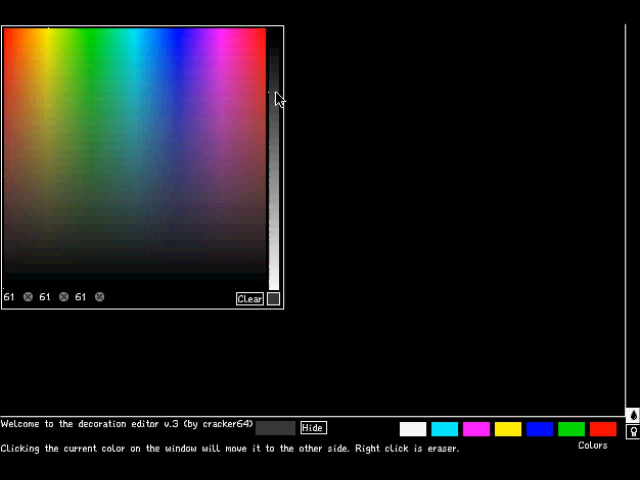 61 61 61 Clear
Welcome to the decoration editor v.3 (by cracker64) Hide
Colors
Clicking the current color on the window will move it to the other side. Right click is eraser.